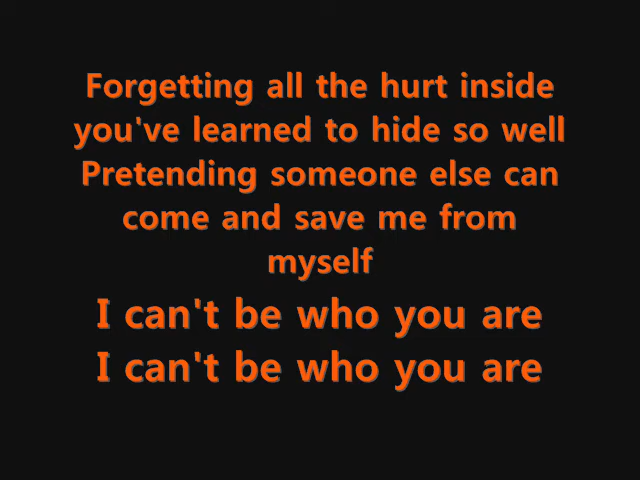 Forgetting all the hurt inside
you've learned to hide so well
Pretending someone else can
come and save me from
myself
I can't be who you are
I can't be who you are